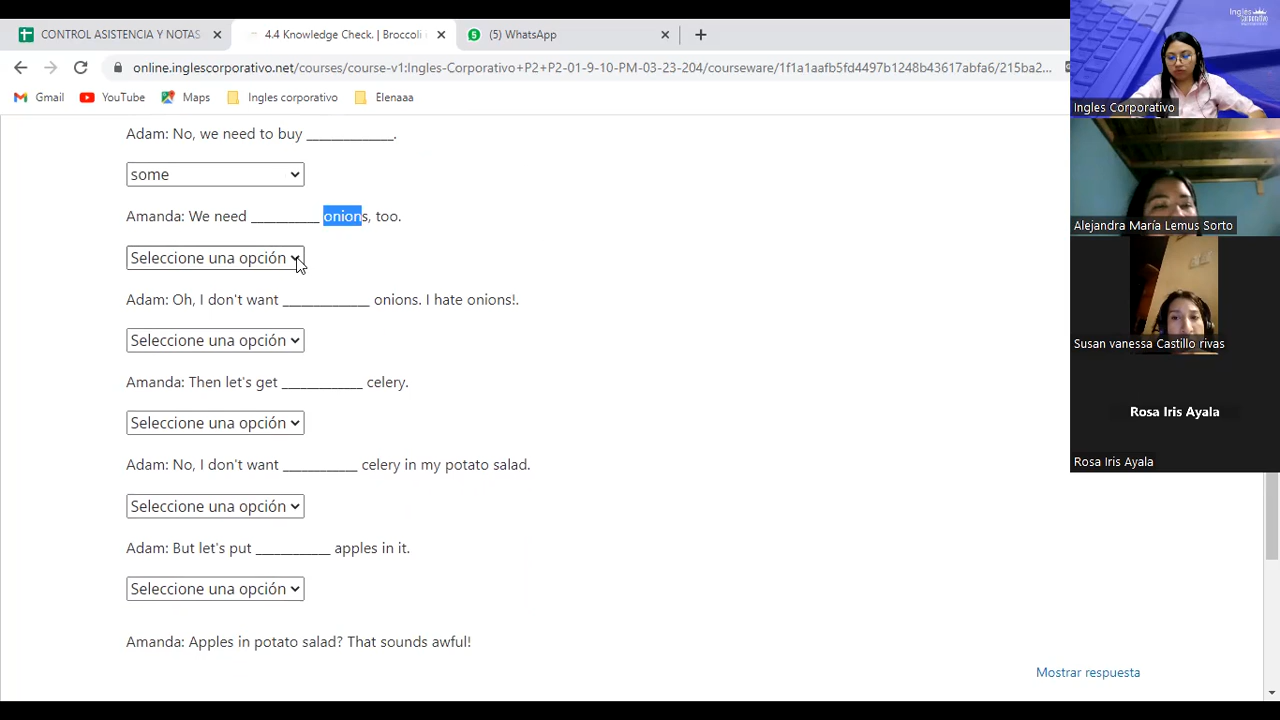 CONTROL ASISTENCIA Y NOTAS
4.4 Knowledge Check. | Broccoli
(5) WhatsApp
online.inglescorporativo.net/courses/course-v1:Ingles-Corporativo+P2+P2-01-9-10-PM-03-23-204/courseware/1f1a1aafb5fd4497b1248b43617abfa6/215ba2...
Gmail YouTube Maps Ingles corporativo Elenaaa
Adam: No, we need to buy _____________.
some
Amanda: We need __________ onions, too.
Seleccione una opción
Adam: Oh, I don't want _____________ onions. I hate onions!.
Seleccione una opción
Amanda: Then let's get ____________ celery.
Seleccione una opción
Adam: No, I don't want ___________ celery in my potato salad.
Seleccione una opción
Adam: But let's put ___________ apples in it.
Seleccione una opción
Amanda: Apples in potato salad? That sounds awful!
Mostrar respuesta
Ingles Corporativo
Ingles Corporativo
Alejandra María Lemus Sorto
Susan vanessa Castillo rivas
Rosa Iris Ayala
Rosa Iris Ayala